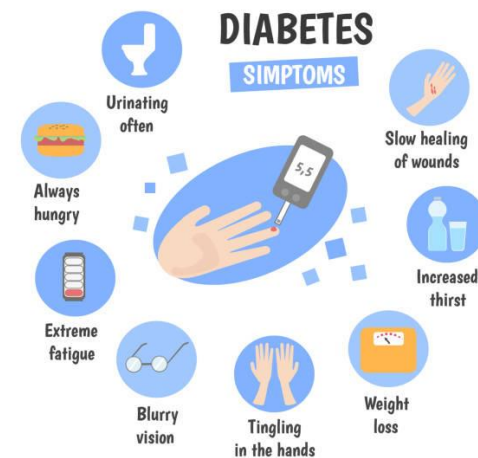 DIABETES
SIMPTOMS
Urinating
often
Slow healing
of wounds
Always
hungry
5,5
Increased
thirst
Extreme
fatigue
Weight
loss
Blurry
vision
Tingling
in the hands